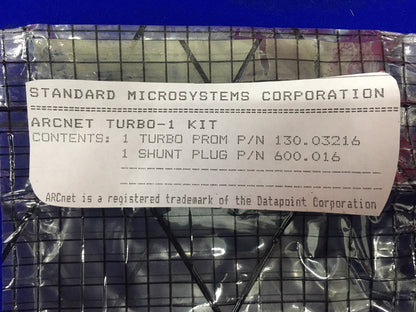 STANDARD MICROSYSTEMS CORPORATION
ARCNET TURBO-1 KIT
CONTENTS: 1 TURBO PROM P/N 130.03216
1 SHUNT PLUG P/N 600.016
ARCnet is a registered trademark of the Datapoint Corporation